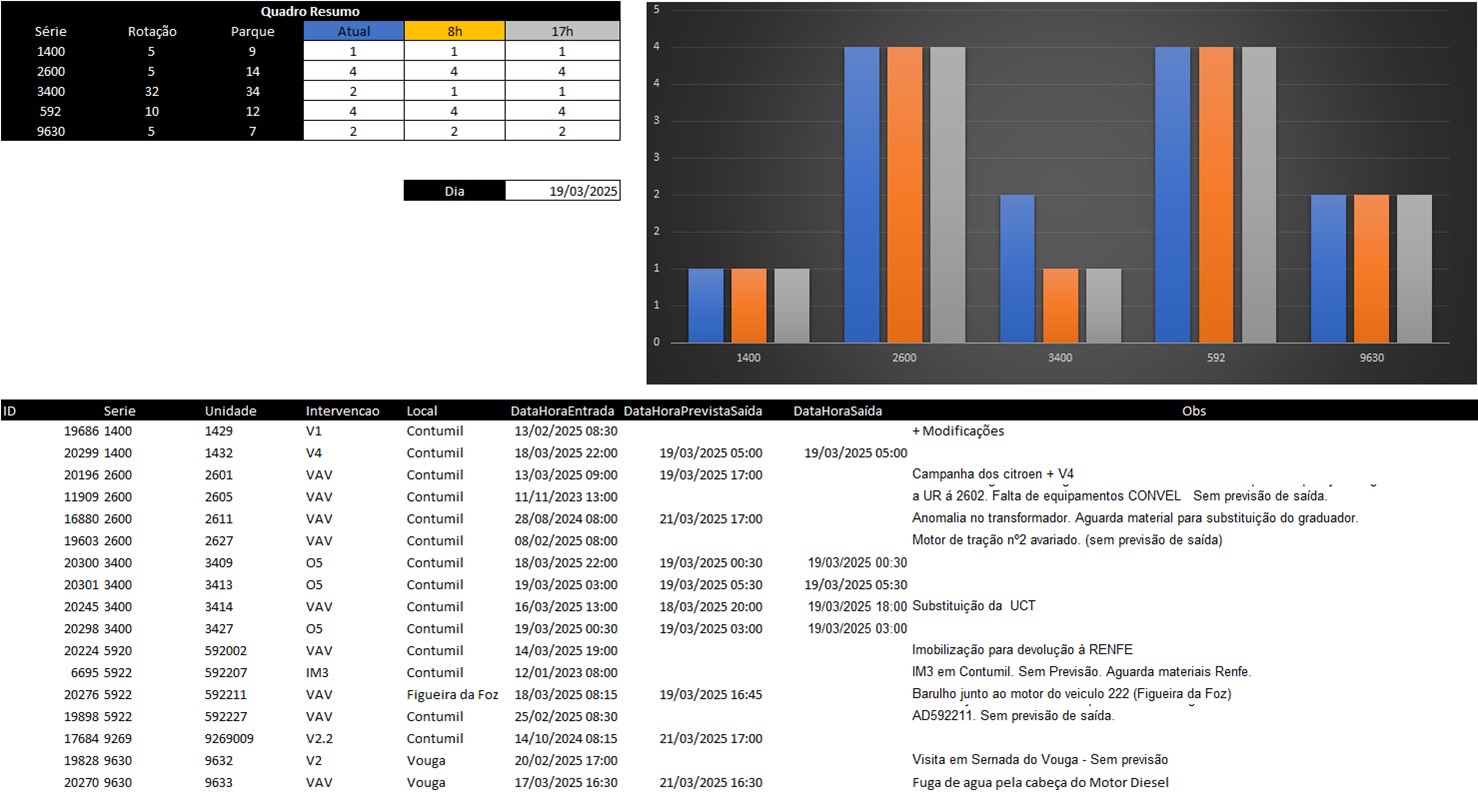 Quadro Resumo
Série Rotação Parque Atual 8h 17h
1400 5 9 1 1 1
2600 5 14 4 4 4
3400 32 34 2 1 1
592 10 12 4 4 4
9630 5 7 2 2 2
Dia 19/03/2025
5
4
4
3
3
2
2
1
1
0
1400 2600 3400 592 9630
ID Serie Unidade Intervencao Local DataHoraEntrada DataHoraPrevistaSaída DataHoraSaída Obs
19686 1400 1429 V1 Contumil 13/02/2025 08:30 + Modificações
20299 1400 1432 V4 Contumil 18/03/2025 22:00 19/03/2025 05:00 19/03/2025 05:00
20196 2600 2601 VAV Contumil 13/03/2025 09:00 19/03/2025 17:00 Campanha dos citroen + V4
11909 2600 2605 VAV Contumil 11/11/2023 13:00 a UR á 2602. Falta de equipamentos CONVEL Sem previsão de saída.
16880 2600 2611 VAV Contumil 28/08/2024 08:00 21/03/2025 17:00 Anomalia no transformador. Aguarda material para substituição do graduador.
19603 2600 2627 VAV Contumil 08/02/2025 08:00 Motor de tração nº2 avariado. (sem previsão de saída)
20300 3400 3409 O5 Contumil 18/03/2025 22:00 19/03/2025 00:30 19/03/2025 00:30
20301 3400 3413 O5 Contumil 19/03/2025 03:00 19/03/2025 05:30 19/03/2025 05:30
20245 3400 3414 VAV Contumil 16/03/2025 13:00 18/03/2025 20:00 19/03/2025 18:00 Substituição da UCT
20298 3400 3427 O5 Contumil 19/03/2025 00:30 19/03/2025 03:00 19/03/2025 03:00
20224 5920 592002 VAV Contumil 14/03/2025 19:00 Imobilização para devolução à RENFE
6695 5922 592207 IM3 Contumil 12/01/2023 08:00 IM3 em Contumil. Sem Previsão. Aguarda materiais Renfe.
20276 5922 592211 VAV Figueira da Foz 18/03/2025 08:15 19/03/2025 16:45 Barulho junto ao motor do veiculo 222 (Figueira da Foz)
19898 5922 592227 VAV Contumil 25/02/2025 08:30 AD592211. Sem previsão de saída.
17684 9269 9269009 V2.2 Contumil 14/10/2024 08:15 21/03/2025 17:00
19828 9630 9632 V2 Vouga 20/02/2025 17:00 Visita em Sernada do Vouga - Sem previsão
20270 9630 9633 VAV Vouga 17/03/2025 16:30 21/03/2025 16:30 Fuga de agua pela cabeça do Motor Diesel